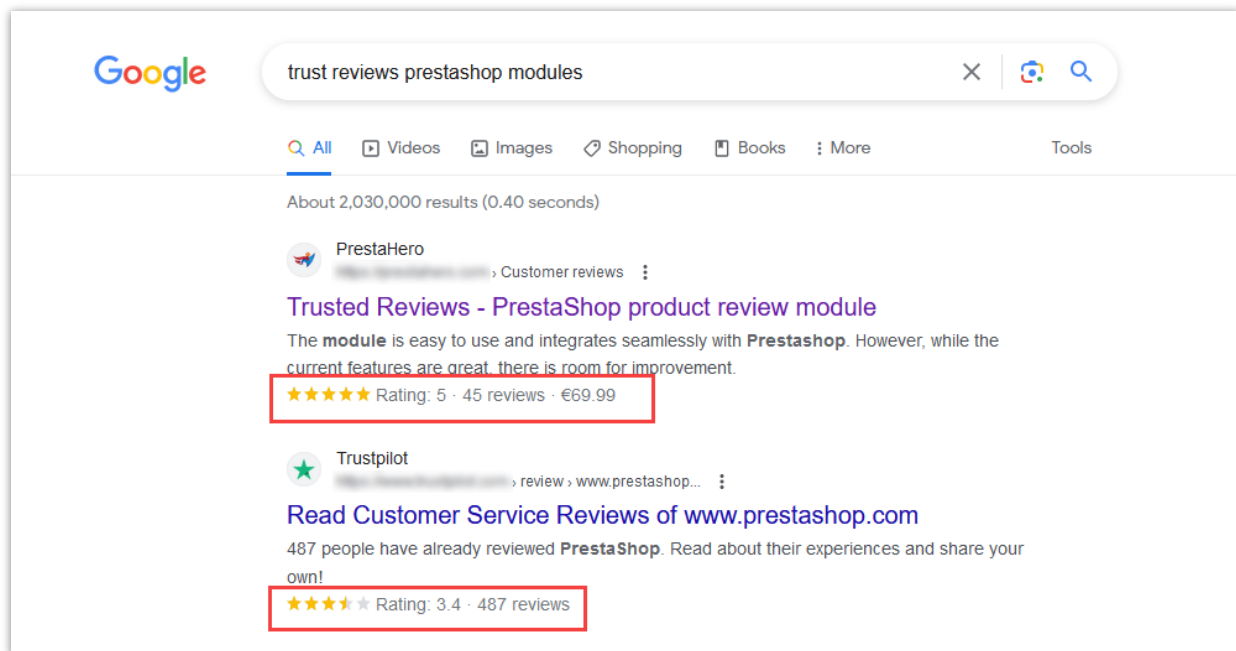 Google
trust reviews prestashop modules
All Videos Images Shopping Books More Tools
About 2,030,000 results (0.40 seconds)
PrestaHero
› Customer reviews
Trusted Reviews - PrestaShop product review module
The module is easy to use and integrates seamlessly with Prestashop. However, while the
current features are great, there is room for improvement.
Rating: 5 · 45 reviews · €69.99
Trustpilot
› review › www.prestashop...
Read Customer Service Reviews of www.prestashop.com
487 people have already reviewed PrestaShop. Read about their experiences and share your
own!
Rating: 3.4 · 487 reviews